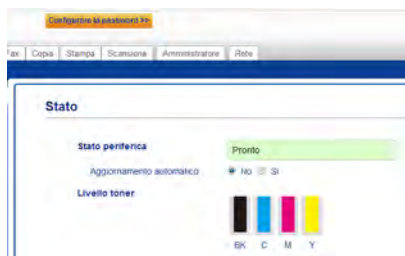 Configurare la password >>
Fax Copia Stampa Scansiona Amministratore Rete
Stato
Stato periferica Pronto
Aggiornamento automatico No Sì
Livello toner
BK C M Y